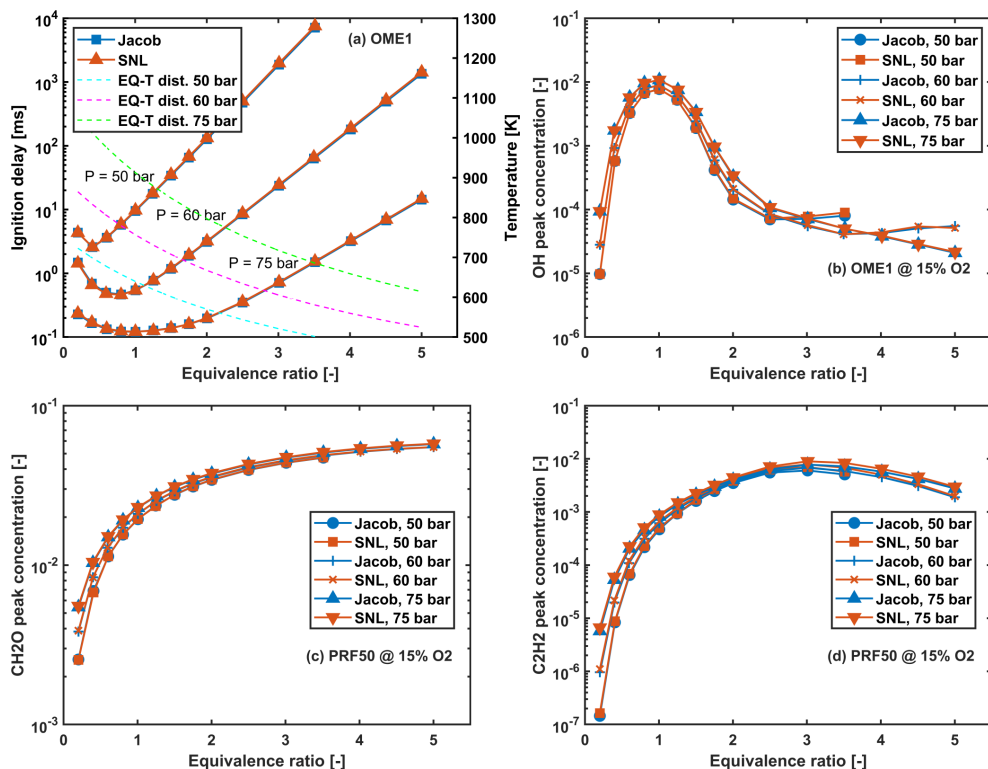 10^4
10^3
10^2
10^1
10^0
10^-1
Ignition delay [ms]
Jacob
SNL
EQ-T dist. 50 bar
EQ-T dist. 60 bar
EQ-T dist. 75 bar
(a) OME1
P = 50 bar
P = 60 bar
P = 75 bar
1300
1200
1100
1000
900
800
700
600
500
Temperature [K]
0 1 2 3 4 5
Equivalence ratio [-]
10^-1
10^-2
10^-3
10^-4
10^-5
10^-6
OH peak concentration [-]
Jacob, 50 bar
SNL, 50 bar
Jacob, 60 bar
SNL, 60 bar
Jacob, 75 bar
SNL, 75 bar
(b) OME1 @ 15% O2
0 1 2 3 4 5
Equivalence ratio [-]
10^-1
10^-2
10^-3
CH2O peak concentration [-]
Jacob, 50 bar
SNL, 50 bar
Jacob, 60 bar
SNL, 60 bar
Jacob, 75 bar
SNL, 75 bar
(c) PRF50 @ 15% O2
0 1 2 3 4 5
Equivalence ratio [-]
10^-1
10^-2
10^-3
10^-4
10^-5
10^-6
10^-7
C2H2 peak concentration [-]
Jacob, 50 bar
SNL, 50 bar
Jacob, 60 bar
SNL, 60 bar
Jacob, 75 bar
SNL, 75 bar
(d) PRF50 @ 15% O2
0 1 2 3 4 5
Equivalence ratio [-]